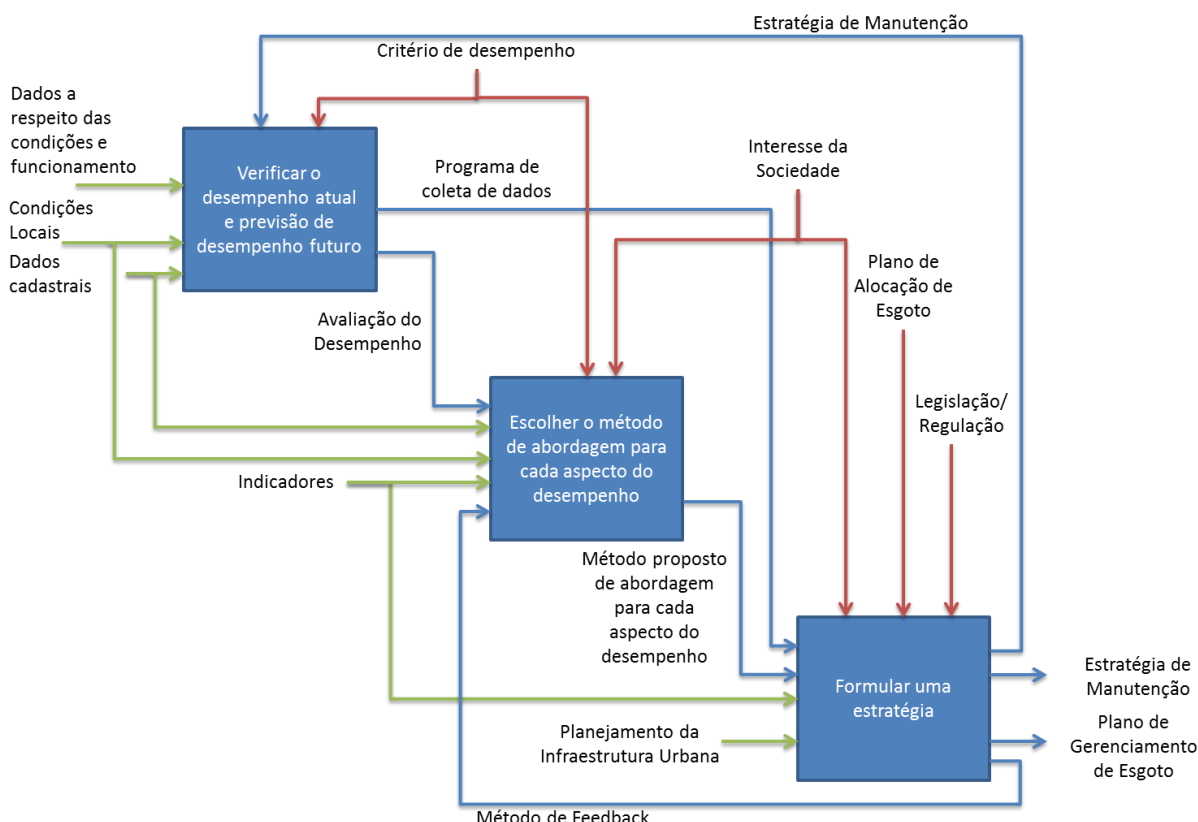 Estratégia de Manutenção
Critério de desempenho
Dados a
respeito das
condições e
funcionamento
Condições
Locais
Dados
cadastrais
Verificar o
desempenho atual
e previsão de
desempenho futuro
Programa de
coleta de dados
Interesse da
Sociedade
Plano de
Alocação de
Esgoto
Avaliação do
Desempenho
Legislação/
Regulação
Escolher o método
de abordagem para
cada aspecto do
desempenho
Indicadores
Método proposto
de abordagem
para cada
aspecto do
desempenho
Formular uma
estratégia
Estratégia de
Manutenção
Planejamento da
Infraestrutura Urbana
Plano de
Gerenciamento
de Esgoto
Método de Feedback